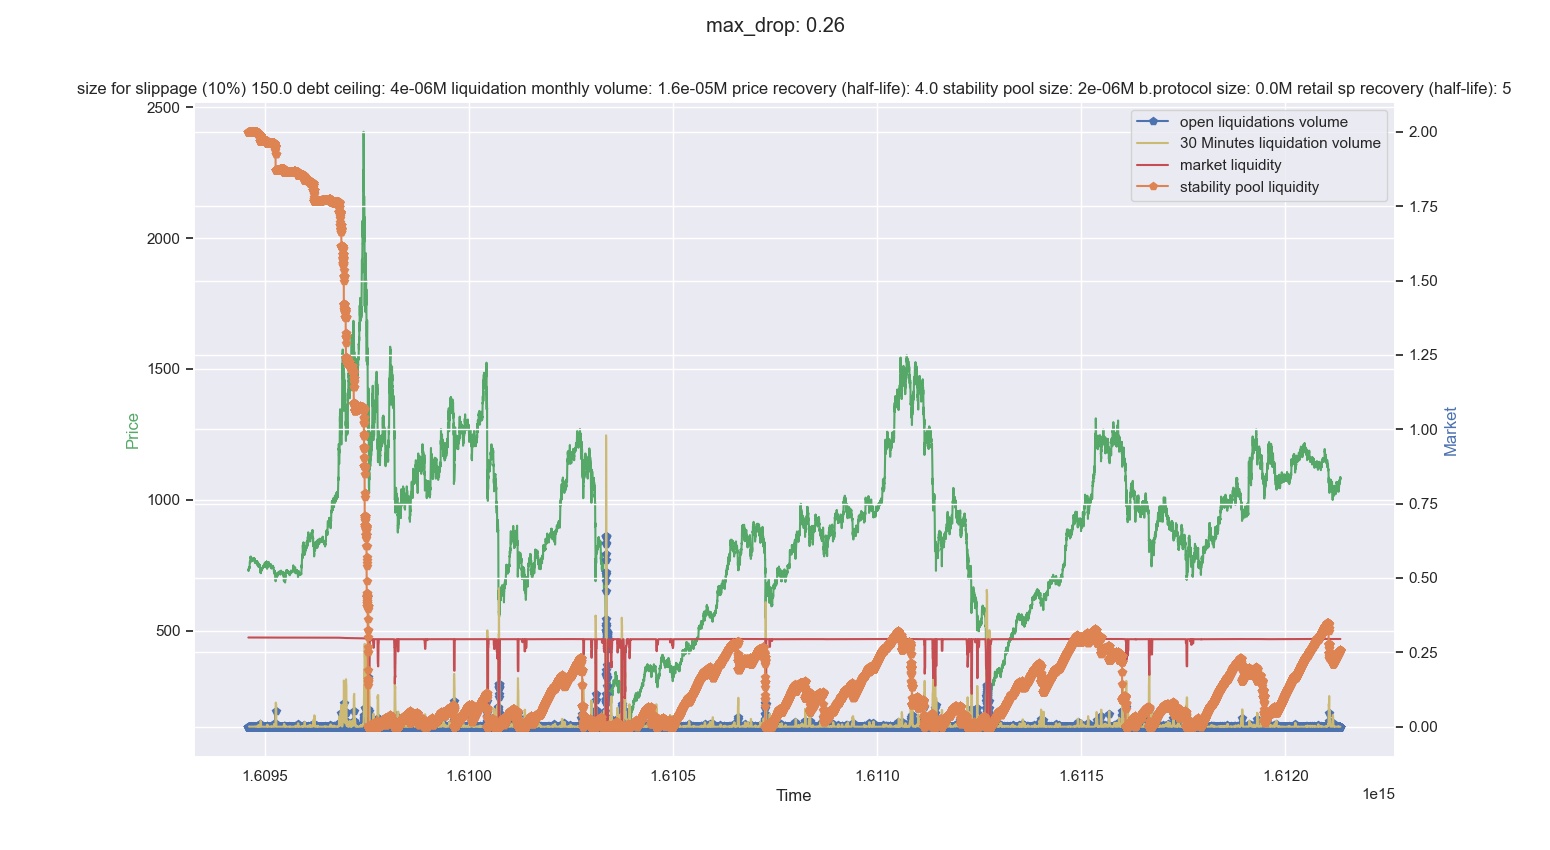 max_drop: 0.26
size for slippage (10%) 150.0 debt ceiling: 4e-06M liquidation monthly volume: 1.6e-05M price recovery (half-life): 4.0 stability pool size: 2e-06M b.protocol size: 0.0M retail sp recovery (half-life): 5
open liquidations volume
30 Minutes liquidation volume
market liquidity
stability pool liquidity
2500
2000
1500
1000
500
Price
2.00
1.75
1.50
1.25
1.00
0.75
0.50
0.25
0.00
Market
1.6095 1.6100 1.6105 1.6110 1.6115 1.6120
1e15
Time